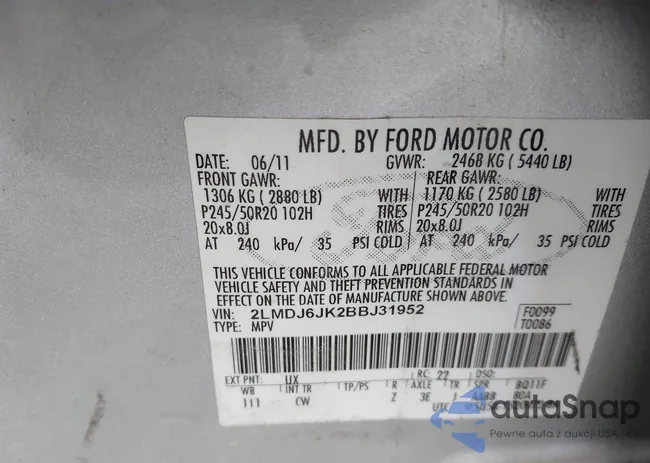 MFD. BY FORD MOTOR CO.
DATE: 06/11 GVWR: 2468 KG ( 5440 LB)
FRONT GAWR: REAR GAWR:
1306 KG ( 2880 LB) WITH 1170 KG ( 2580 LB) WITH
P245/50R20 102H TIRES P245/50R20 102H TIRES
20x8.0J RIMS 20x8.0J RIMS
AT 240 kPa/ 35 PSI COLD AT 240 kPa/ 35 PSI COLD
THIS VEHICLE CONFORMS TO ALL APPLICABLE FEDERAL MOTOR
VEHICLE SAFETY AND THEFT PREVENTION STANDARDS IN
EFFECT ON THE DATE OF MANUFACTURE SHOWN ABOVE.
VIN: 2LMDJ6JK2BBJ31952 F0099
TYPE: MPV T0086
EXT PNT: UX RC: 22 DSO:
WB INT TR TP/PS R AXLE TR SPR
111 CW Z 3E J
autaSnap
Pewne auta z aukcji USA